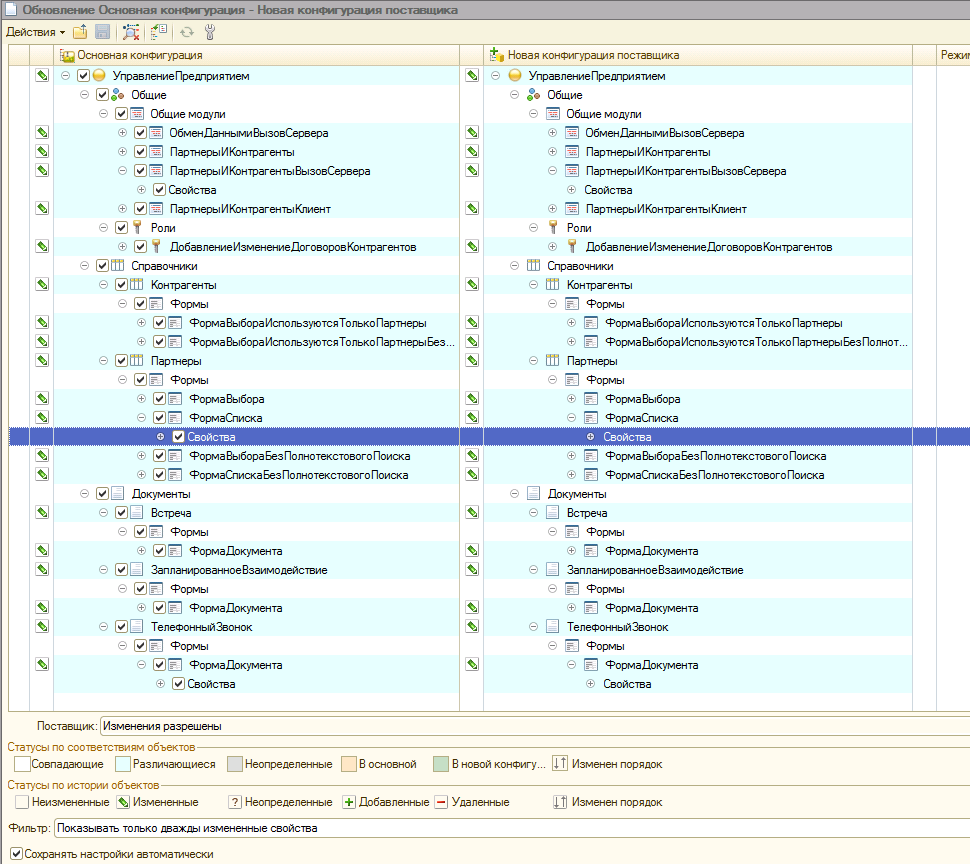 Обновление Основная конфигурация - Новая конфигурация поставщика
Действия
Основная конфигурация Новая конфигурация поставщика Режим
УправлениеПредприятием УправлениеПредприятием
Общие Общие
Общие модули Общие модули
ОбменДаннымиВызовСервера ОбменДаннымиВызовСервера
ПартнерыИКонтрагенты ПартнерыИКонтрагенты
ПартнерыИКонтрагентыВызовСервера ПартнерыИКонтрагентыВызовСервера
Свойства Свойства
ПартнерыИКонтрагентыКлиент ПартнерыИКонтрагентыКлиент
Роли Роли
ДобавлениеИзменениеДоговоровКонтрагентов ДобавлениеИзменениеДоговоровКонтрагентов
Справочники Справочники
Контрагенты Контрагенты
Формы Формы
ФормаВыбораИспользуютсяТолькоПартнеры ФормаВыбораИспользуютсяТолькоПартнеры
ФормаВыбораИспользуютсяТолькоПартнерыБез... ФормаВыбораИспользуютсяТолькоПартнерыБезПолнот...
Партнеры Партнеры
Формы Формы
ФормаВыбора ФормаВыбора
ФормаСписка ФормаСписка
Свойства Свойства
ФормаВыбораБезПолнотекстовогоПоиска ФормаВыбораБезПолнотекстовогоПоиска
ФормаСпискаБезПолнотекстовогоПоиска ФормаСпискаБезПолнотекстовогоПоиска
Документы Документы
Встреча Встреча
Формы Формы
ФормаДокумента ФормаДокумента
ЗапланированноеВзаимодействие ЗапланированноеВзаимодействие
Формы Формы
ФормаДокумента ФормаДокумента
ТелефонныйЗвонок ТелефонныйЗвонок
Формы Формы
ФормаДокумента ФормаДокумента
Свойства Свойства
Поставщик: Изменения разрешены
Статусы по соответствиям объектов
Совпадающие Различающиеся Неопределенные В основной В новой конфигу... Изменен порядок
Статусы по истории объектов
Неизмененные Измененные ? Неопределенные Добавленные Удаленные Изменен порядок
Фильтр: Показывать только дважды измененные свойства
Сохранять настройки автоматически